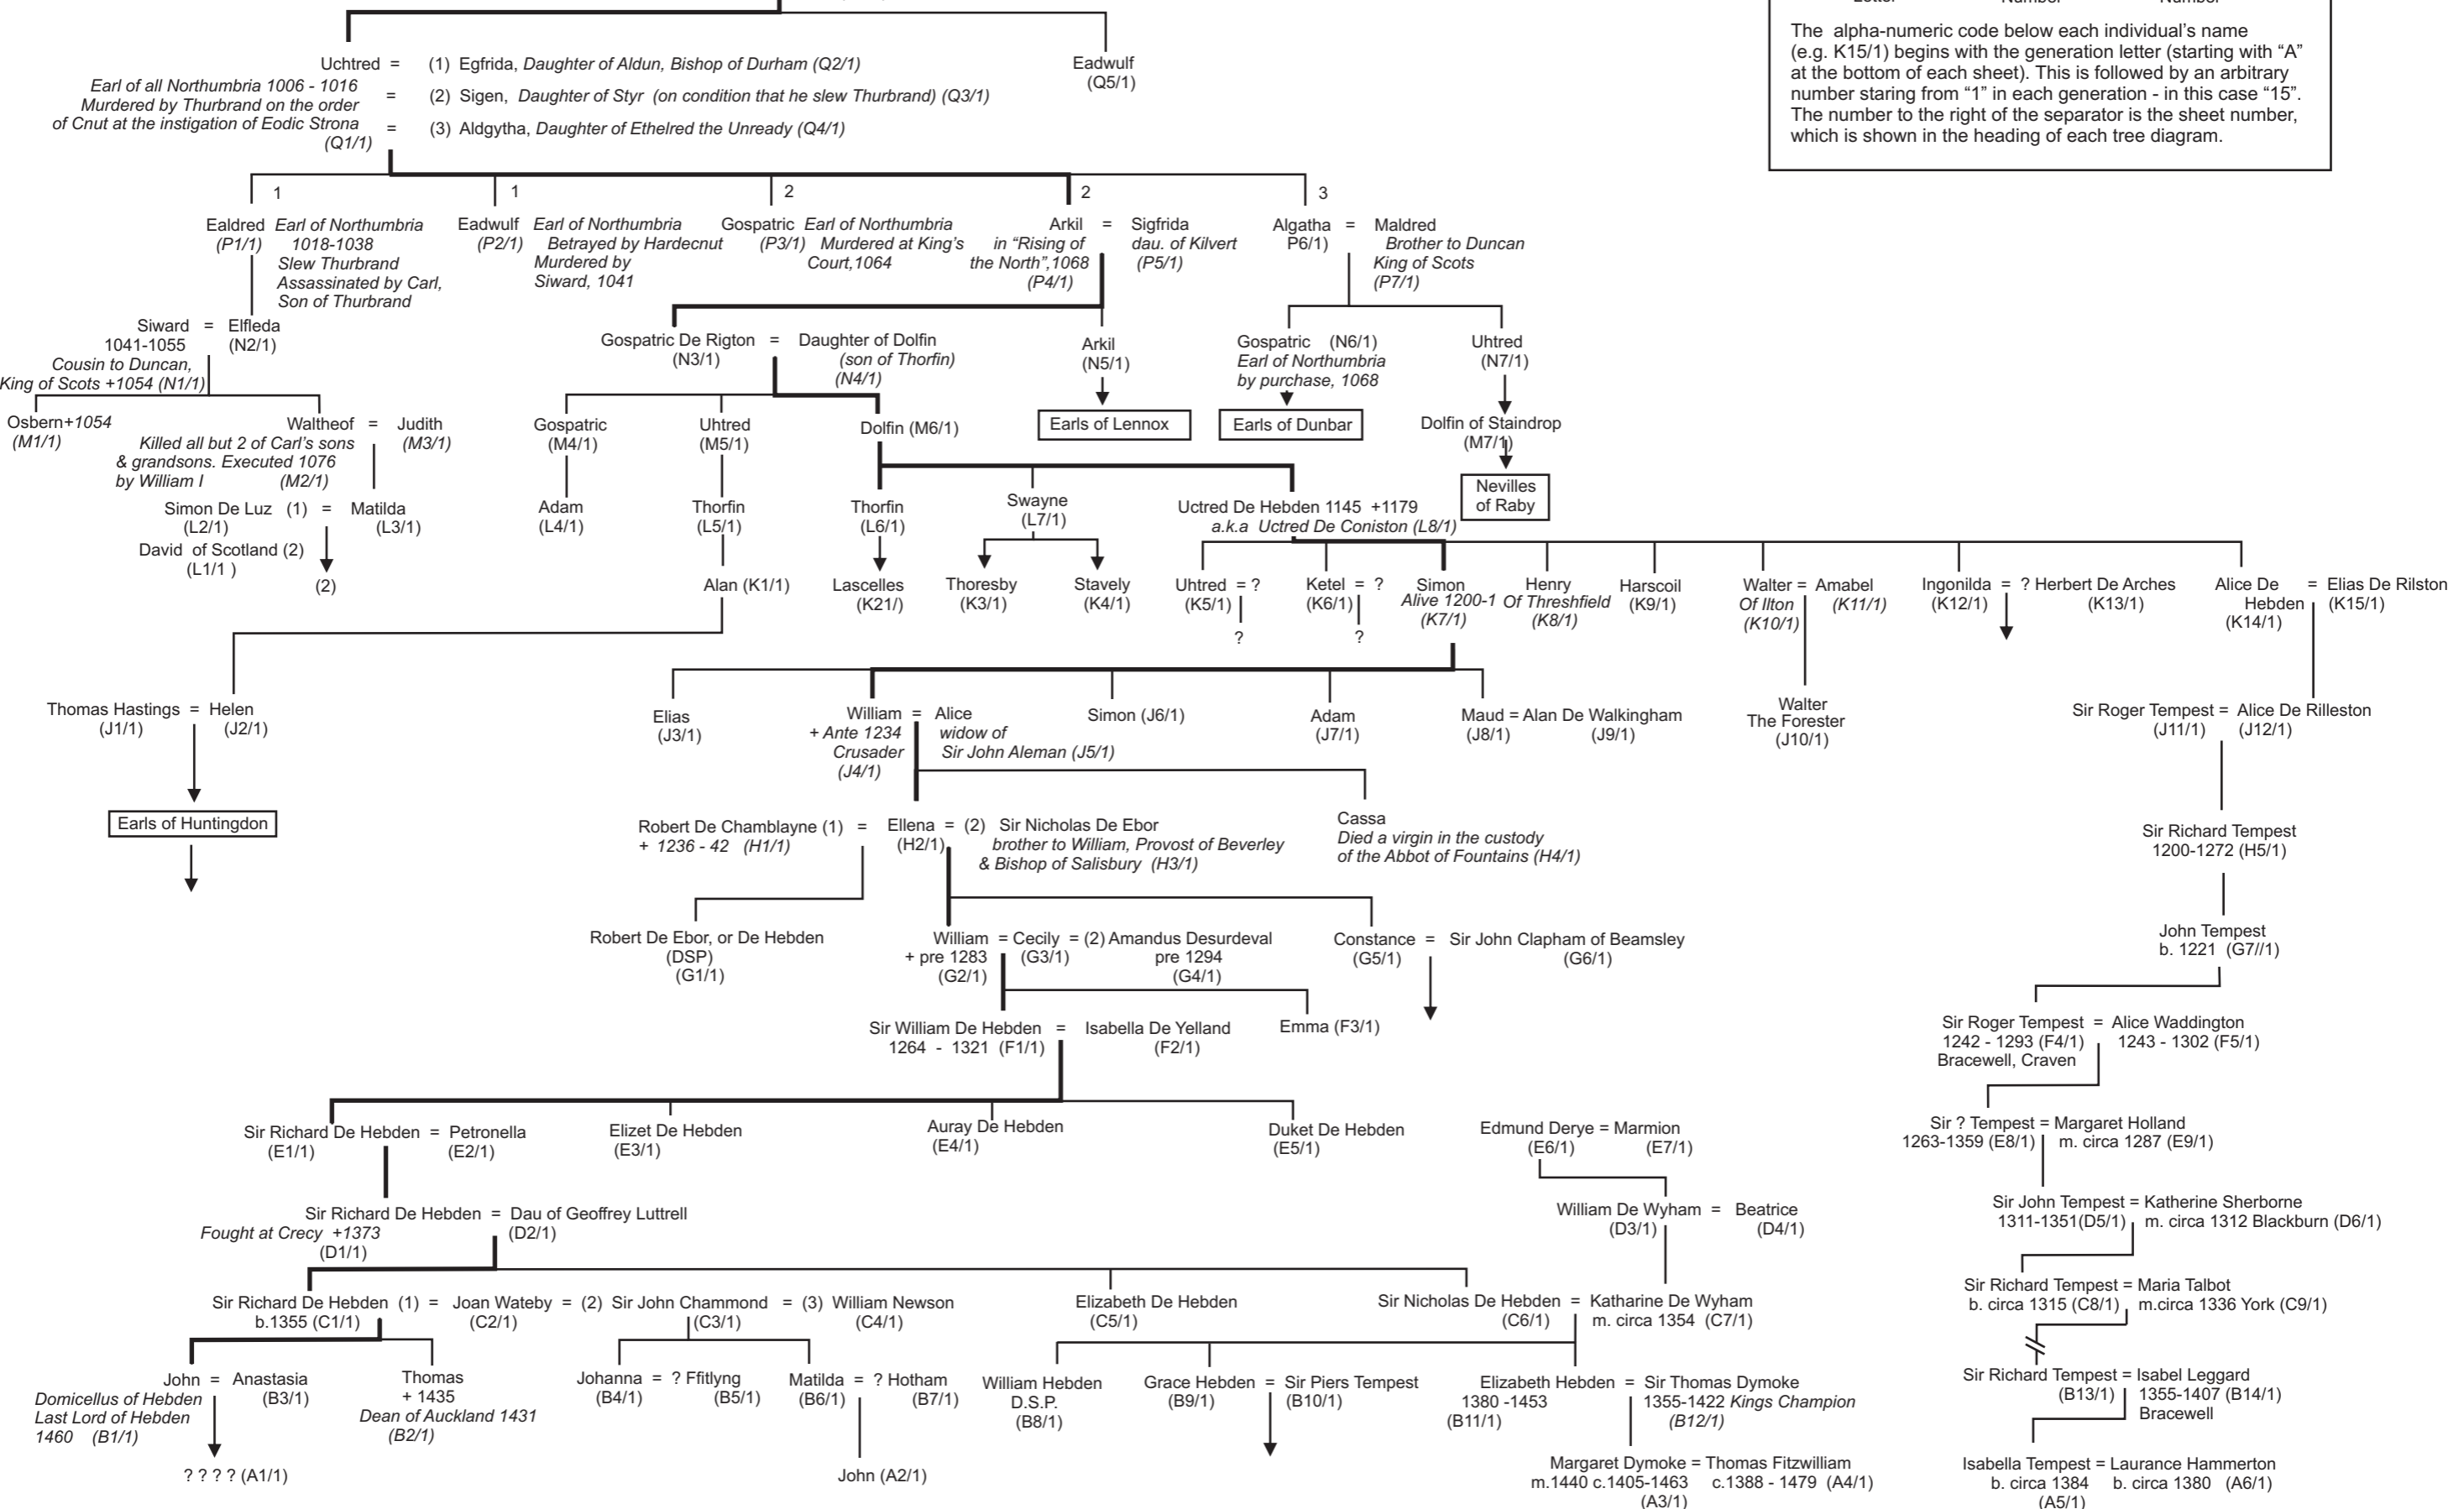 Letter Number Number
The alpha-numeric code below each individual's name
(e.g. K15/1) begins with the generation letter (starting with "A"
at the bottom of each sheet). This is followed by an arbitrary
number staring from "1" in each generation - in this case "15".
The number to the right of the separator is the sheet number,
which is shown in the heading of each tree diagram.
Uchtred =
Earl of all Northumbria 1006 - 1016
Murdered by Thurbrand on the order
of Cnut at the instigation of Eodic Strona
(Q1/1)
(1) Egfrida, Daughter of Aldun, Bishop of Durham (Q2/1)
= (2) Sigen, Daughter of Styr (on condition that he slew Thurbrand) (Q3/1)
= (3) Aldgytha, Daughter of Ethelred the Unready (Q4/1)
Eadwulf
(Q5/1)
1
1
2
2
3
Ealdred
(P1/1)
Earl of Northumbria
1018-1038
Slew Thurbrand
Assassinated by Carl,
Son of Thurbrand
Eadwulf
(P2/1)
Earl of Northumbria
Betrayed by Hardecnut
Murdered by
Siward, 1041
Gospatric
(P3/1)
Earl of Northumbria
Murdered at King's
Court,1064
Arkil =
in "Rising of
the North",1068
(P4/1)
Sigfrida
dau. of Kilvert
(P5/1)
Algatha =
P6/1)
Maldred
Brother to Duncan
King of Scots
(P7/1)
Siward =
1041-1055
Cousin to Duncan,
King of Scots +1054 (N1/1)
Elfleda
(N2/1)
Gospatric De Rigton =
(N3/1)
Daughter of Dolfin
(son of Thorfin)
(N4/1)
Arkil
(N5/1)
Gospatric (N6/1)
Earl of Northumbria
by purchase, 1068
Uhtred
(N7/1)
Osbern+1054
(M1/1)
Waltheof =
Killed all but 2 of Carl's sons
& grandsons. Executed 1076
by William I (M2/1)
Judith
(M3/1)
Gospatric
(M4/1)
Uhtred
(M5/1)
Dolfin (M6/1)
Earls of Lennox
Earls of Dunbar
Dolfin of Staindrop
(M7/1)
Nevilles
of Raby
Simon De Luz (1) =
(L2/1)
David of Scotland (2)
(L1/1 )
(2)
Matilda
(L3/1)
Adam
(L4/1)
Thorfin
(L5/1)
Thorfin
(L6/1)
Swayne
(L7/1)
Uctred De Hebden 1145 +1179
a.k.a Uctred De Coniston (L8/1)
Alan (K1/1)
Lascelles
(K21/)
Thoresby
(K3/1)
Stavely
(K4/1)
Uhtred = ?
(K5/1)
?
Ketel = ?
(K6/1)
?
Simon
Alive 1200-1
(K7/1)
Henry
Of Threshfield
(K8/1)
Harscoil
(K9/1)
Walter =
Of Ilton
(K10/1)
Amabel
(K11/1)
Ingonilda =
(K12/1)
? Herbert De Arches
(K13/1)
Alice De
Hebden
(K14/1)
= Elias De Rilston
(K15/1)
Thomas Hastings =
(J1/1)
Helen
(J2/1)
Elias
(J3/1)
William =
+ Ante 1234
Crusader
(J4/1)
Alice
widow of
Sir John Aleman (J5/1)
Simon (J6/1)
Adam
(J7/1)
Maud = Alan De Walkingham
(J8/1) (J9/1)
Walter
The Forester
(J10/1)
Sir Roger Tempest = Alice De Rilleston
(J11/1) (J12/1)
Earls of Huntingdon
Robert De Chamblayne (1) =
+ 1236 - 42 (H1/1)
Ellena =
(H2/1)
(2) Sir Nicholas De Ebor
brother to William, Provost of Beverley
& Bishop of Salisbury (H3/1)
Cassa
Died a virgin in the custody
of the Abbot of Fountains (H4/1)
Sir Richard Tempest
1200-1272 (H5/1)
Robert De Ebor, or De Hebden
(DSP)
(G1/1)
William =
+ pre 1283
(G2/1)
Cecily =
(G3/1)
(2) Amandus Desurdeval
pre 1294
(G4/1)
Constance =
(G5/1)
Sir John Clapham of Beamsley
(G6/1)
John Tempest
b. 1221 (G7//1)
Sir William De Hebden =
1264 - 1321 (F1/1)
Isabella De Yelland
(F2/1)
Emma (F3/1)
Sir Roger Tempest =
1242 - 1293 (F4/1)
Bracewell, Craven
Alice Waddington
1243 - 1302 (F5/1)
Sir Richard De Hebden =
(E1/1)
Petronella
(E2/1)
Elizet De Hebden
(E3/1)
Auray De Hebden
(E4/1)
Duket De Hebden
(E5/1)
Edmund Derye = Marmion
(E6/1) (E7/1)
Sir ? Tempest = Margaret Holland
1263-1359 (E8/1) m. circa 1287 (E9/1)
Sir Richard De Hebden =
Fought at Crecy +1373
(D1/1)
Dau of Geoffrey Luttrell
(D2/1)
William De Wyham =
(D3/1)
Beatrice
(D4/1)
Sir John Tempest = Katherine Sherborne
1311-1351(D5/1) m. circa 1312 Blackburn (D6/1)
Sir Richard De Hebden (1) =
b.1355 (C1/1)
Joan Wateby =
(C2/1)
(2) Sir John Chammond =
(C3/1)
(3) William Newson
(C4/1)
Elizabeth De Hebden
(C5/1)
Sir Nicholas De Hebden =
(C6/1)
Katharine De Wyham
m. circa 1354 (C7/1)
Sir Richard Tempest = Maria Talbot
b. circa 1315 (C8/1) m.circa 1336 York (C9/1)
John =
Domicellus of Hebden
Last Lord of Hebden
1460 (B1/1)
Anastasia
(B3/1)
Thomas
+ 1435
Dean of Auckland 1431
(B2/1)
Johanna =
(B4/1)
? Ffitlyng
(B5/1)
Matilda =
(B6/1)
? Hotham
(B7/1)
William Hebden
D.S.P.
(B8/1)
Grace Hebden =
(B9/1)
Sir Piers Tempest
(B10/1)
Elizabeth Hebden =
1380 -1453
(B11/1)
Sir Thomas Dymoke
1355-1422 Kings Champion
(B12/1)
Sir Richard Tempest =
(B13/1)
Isabel Leggard
1355-1407 (B14/1)
Bracewell
? ? ? ? (A1/1)
John (A2/1)
Margaret Dymoke = Thomas Fitzwilliam
m.1440 c.1405-1463 c.1388 - 1479 (A4/1)
(A3/1)
Isabella Tempest = Laurance Hammerton
b. circa 1384 b. circa 1380 (A6/1)
(A5/1)